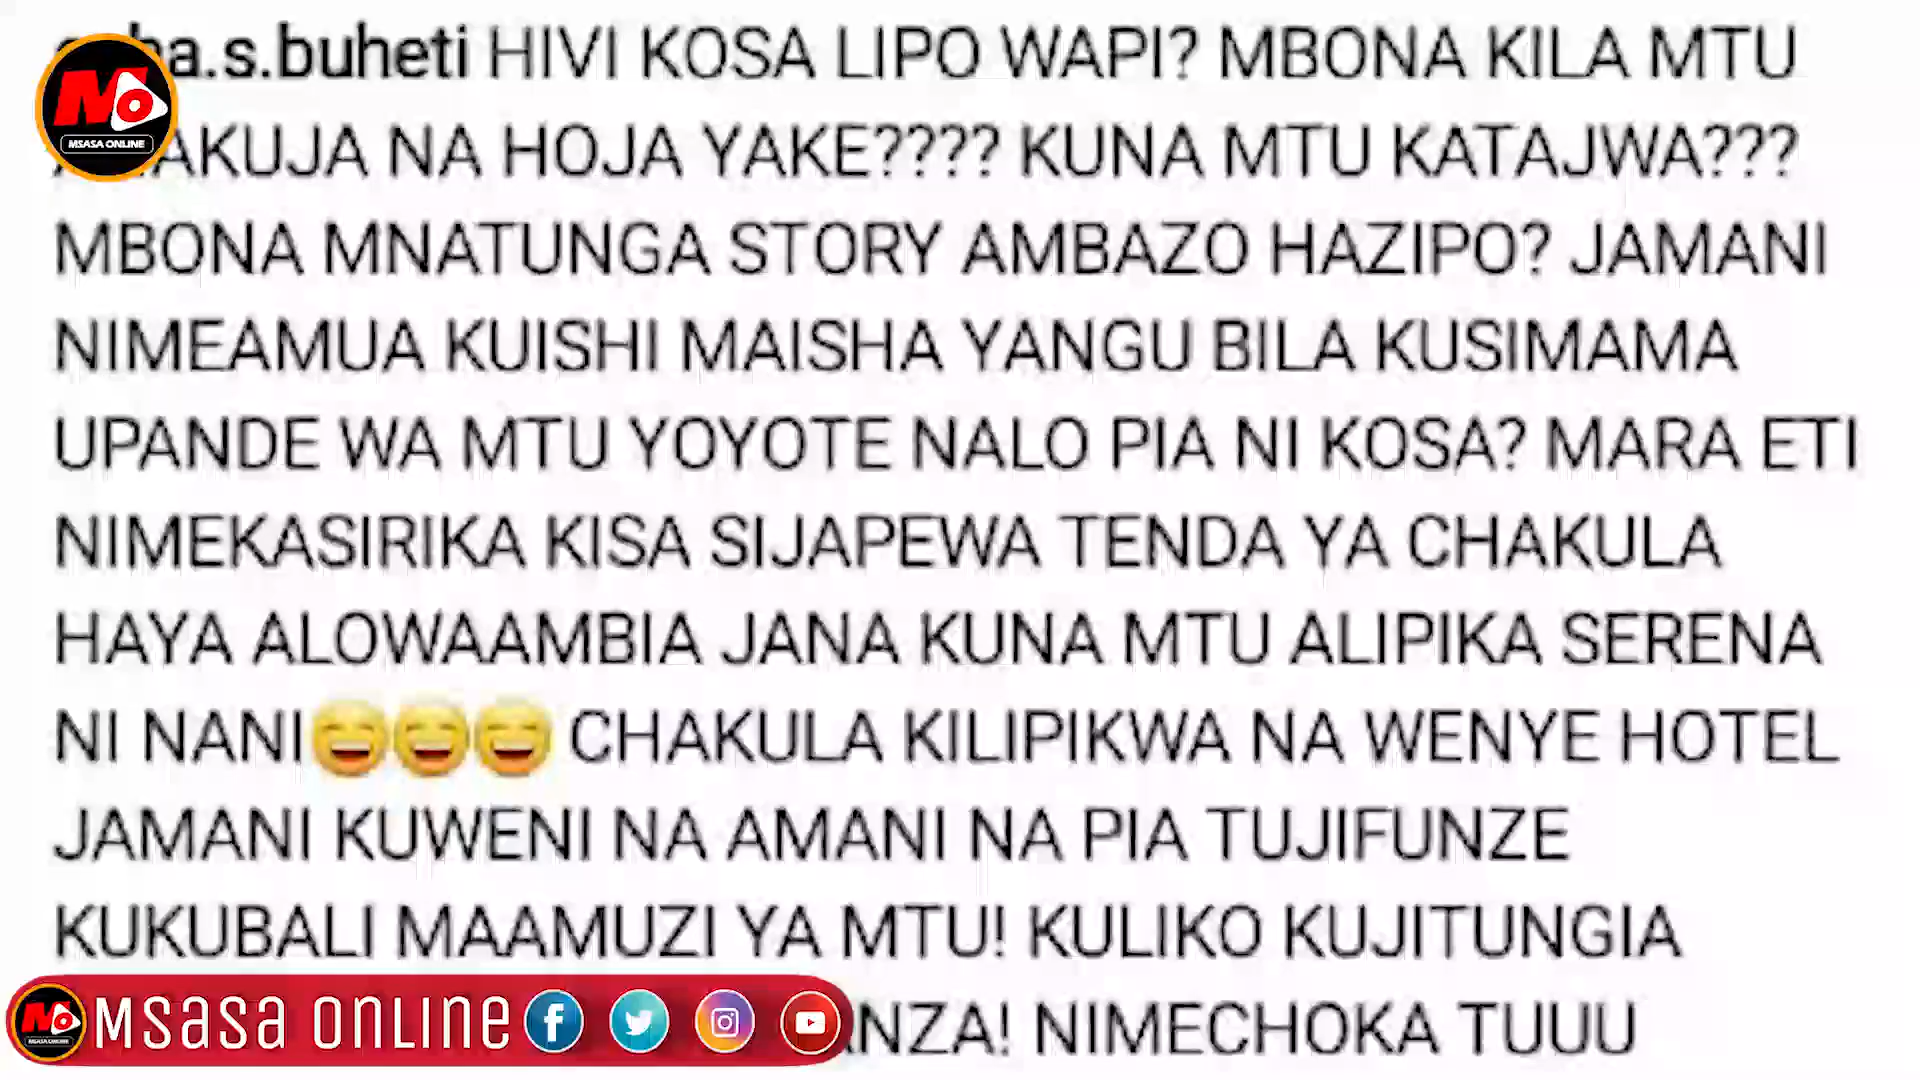 a.s.buheti HIVI KOSA LIPO WAPI? MBONA KILA MTU
NA HOJA YAKE???? KUNA MTU KATAJWA???
MBONA MNATUNGA STORY AMBAZO HAZIPO? JAMANI
NIMEAMUA KUISHI MAISHA YANGU BILA KUSIMAMA
UPANDE WA MTU YOYOTE NALO PIA NI KOSA? MARA ETI
NIMEKASIRIKA KISA SIJAPEWA TENDA YA CHAKULA
HAYA ALOWAAMBIA JANA KUNA MTU ALIPIKA SERENA
NI NANI😄😄😄 CHAKULA KILIPIKWA NA WENYE HOTEL
JAMANI KUWENI NA AMANI NA PIA TUJIFUNZE
KUKUBALI MAAMUZI YA MTU! KULIKO KUJITUNGIA
NIMECHOKA TUUU
MO
MSASA ONLINE
Msasa Online